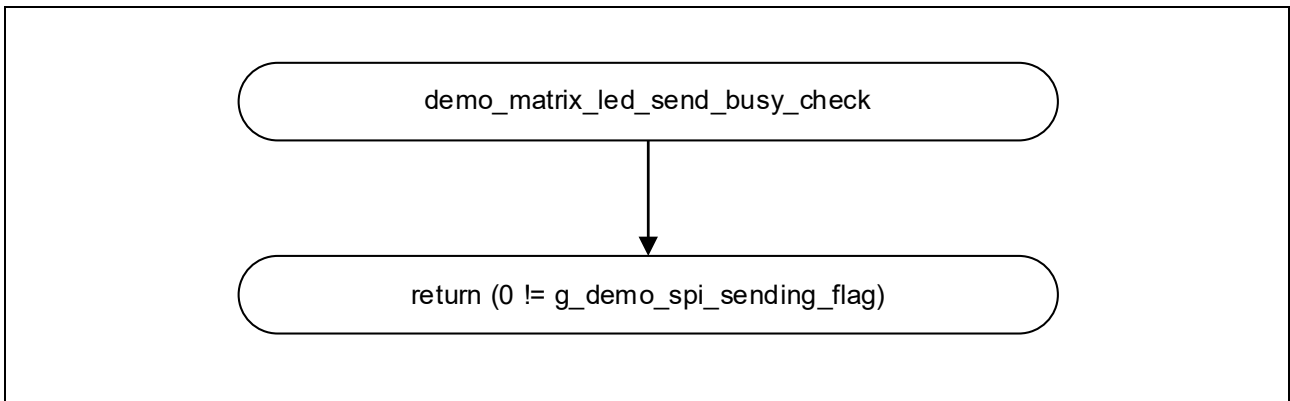 demo_matrix_led_send_busy_check
return (0 != g_demo_spi_sending_flag)